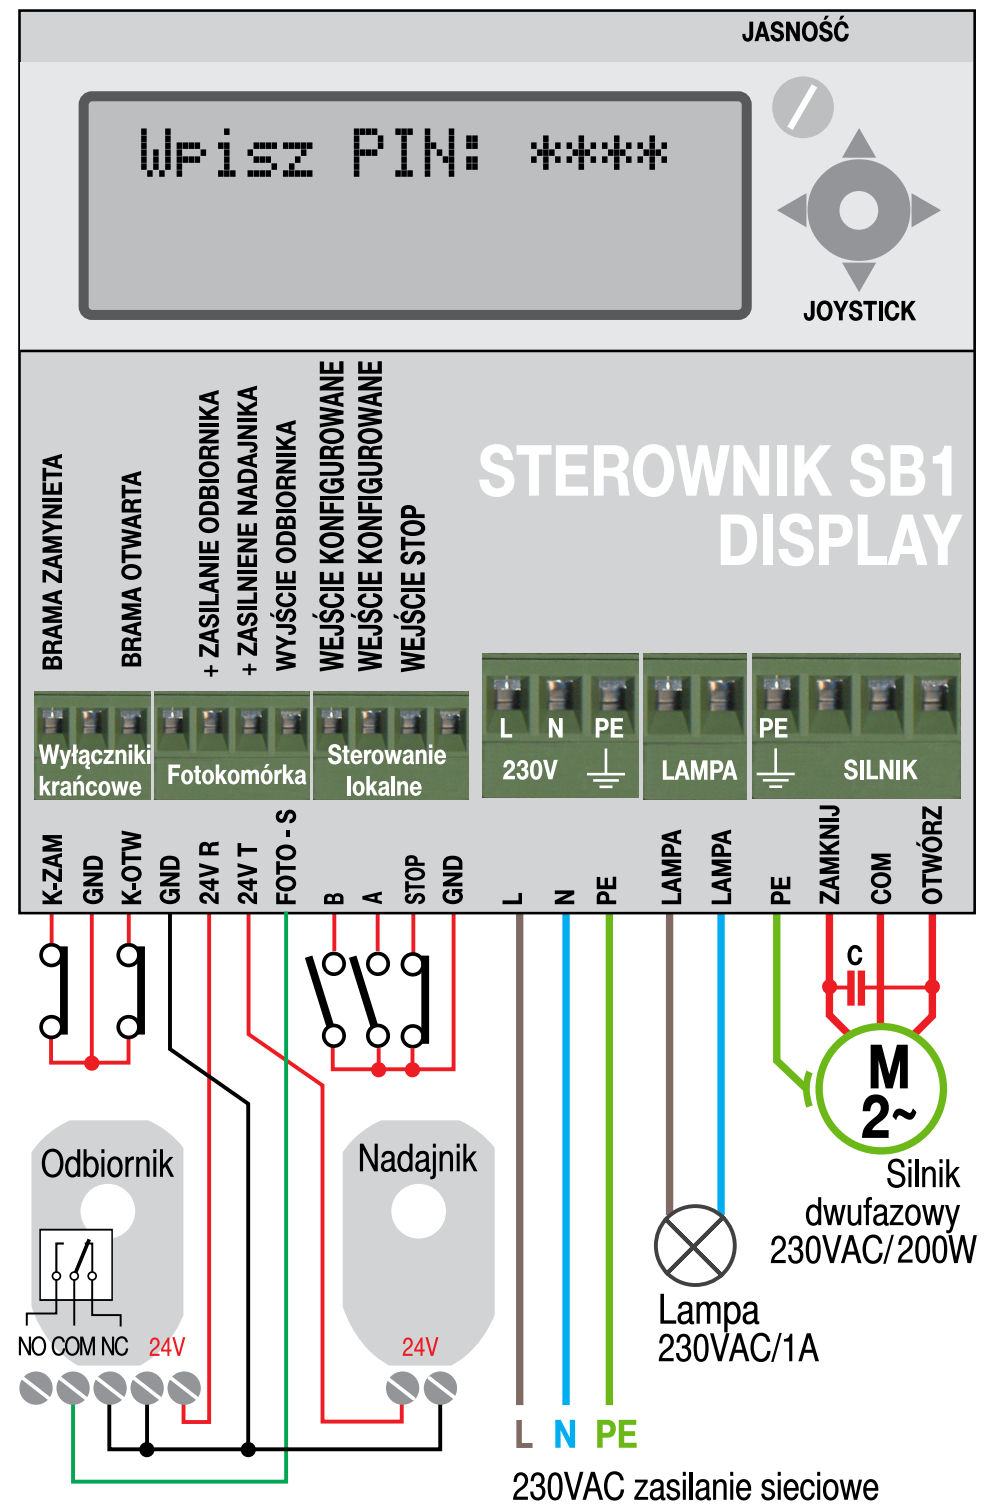 JASNOŚĆ
Wpisz PIN: ****
JOYSTICK
STEROWNIK SB1
DISPLAY
BRAMA ZAMYNIETA
BRAMA OTWARTA
+ ZASILANIE ODBIORNIKA
+ ZASILNIENE NADAJNIKA
WYJŚCIE ODBIORNIKA
WEJŚCIE KONFIGUROWANE
WEJŚCIE KONFIGUROWANE
WEJŚCIE STOP
Wyłączniki
krańcowe
Fotokomórka
Sterowanie
lokalne
L N PE
230V
LAMPA
PE
SILNIK
K-ZAM
GND
K-OTW
GND
24V R
24V T
FOTO - S
B
A
STOP
GND
L
N
PE
LAMPA
LAMPA
PE
ZAMKNIJ
COM
OTWÓRZ
C
M
2~
Silnik
dwufazowy
230VAC/200W
Odbiornik
NO COM NC 24V
Nadajnik
24V
Lampa
230VAC/1A
L N PE
230VAC zasilanie sieciowe